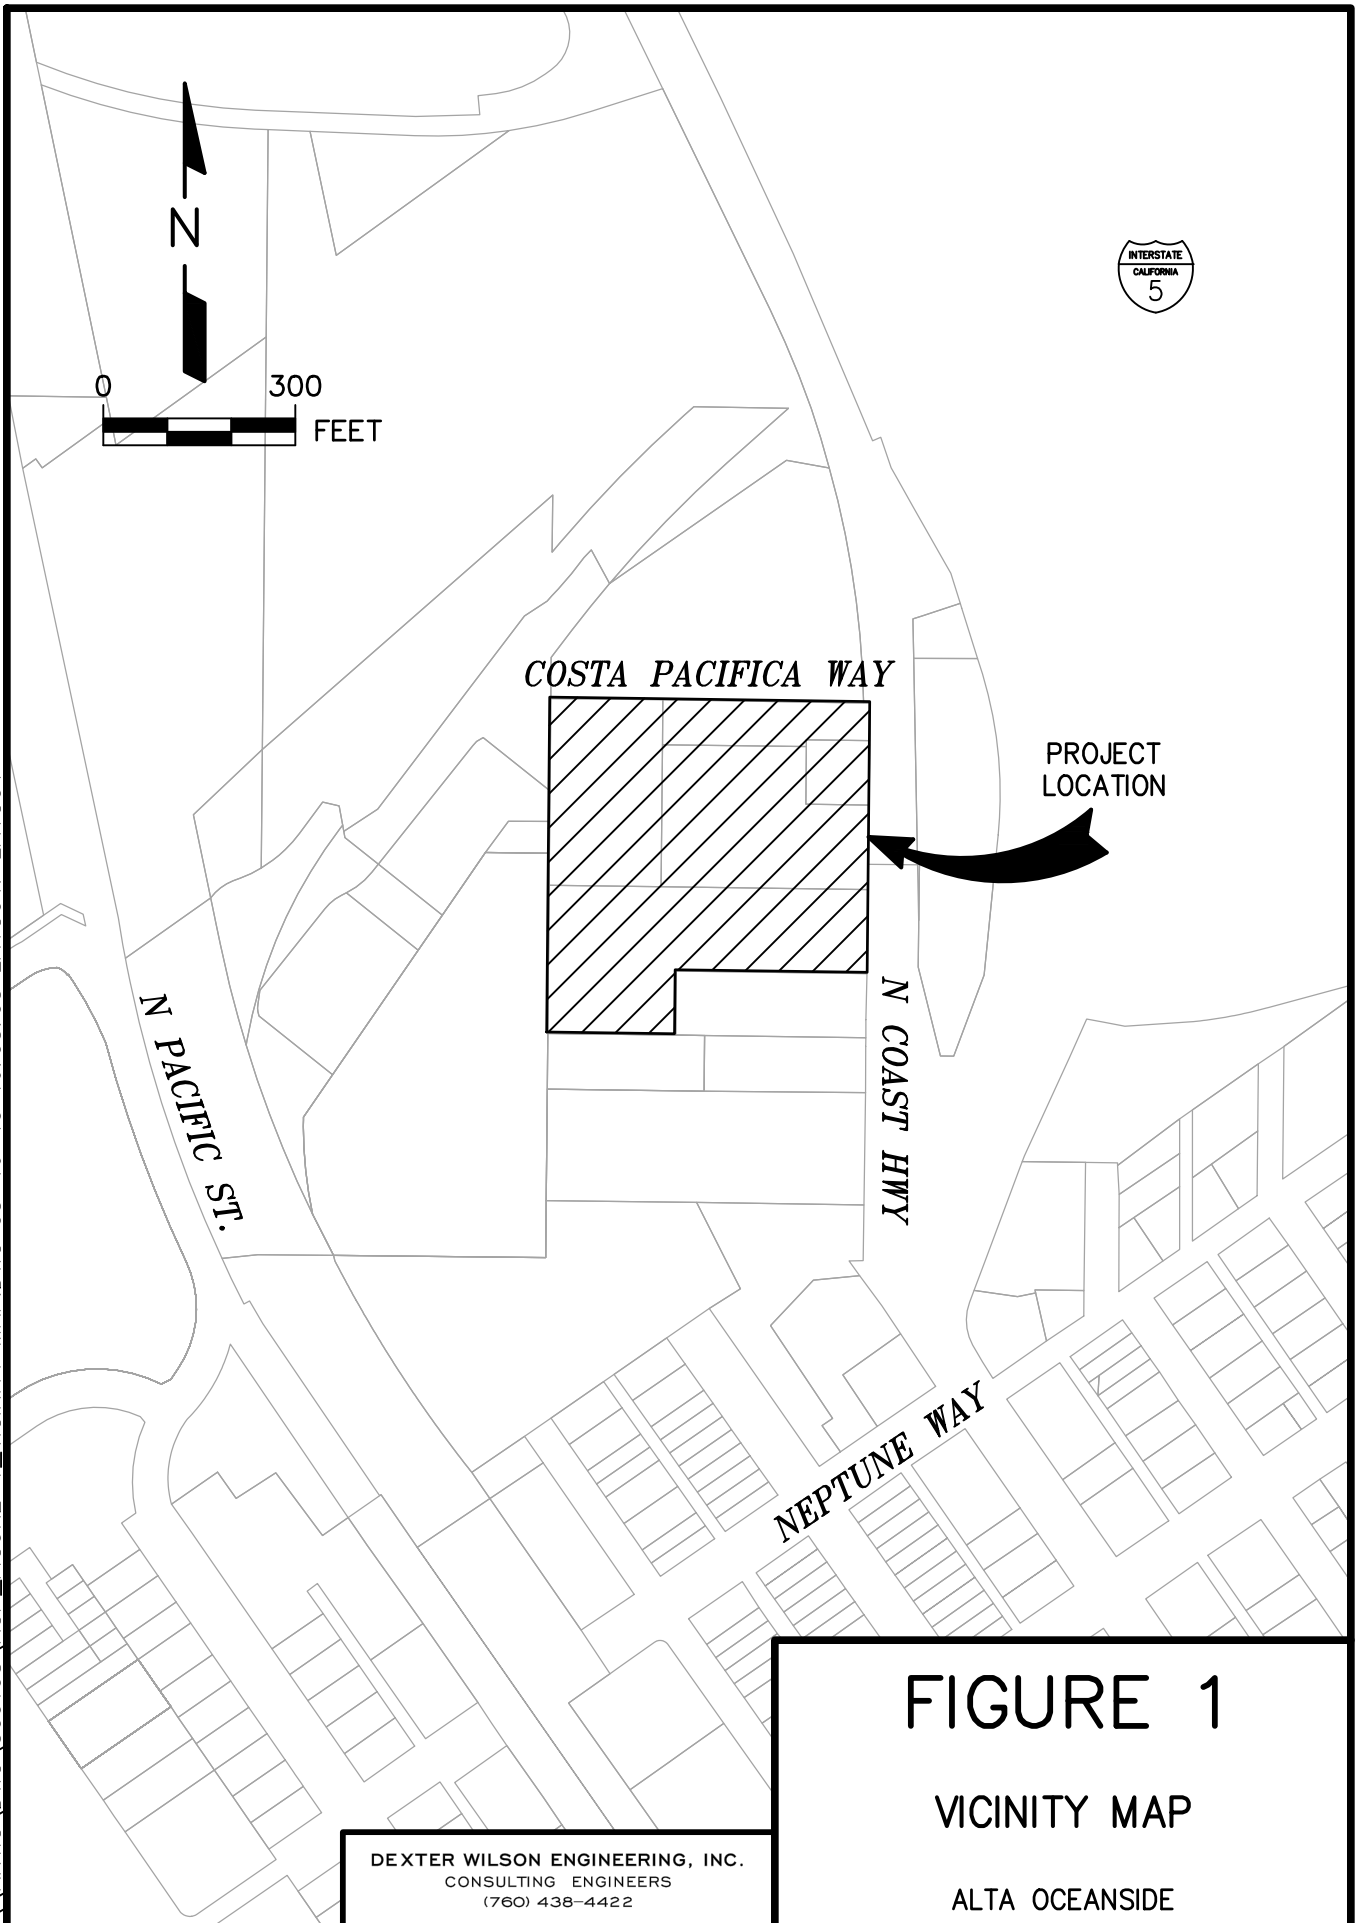 INTERSTATE
CALIFORNIA
5
N
0 300
FEET
COSTA PACIFICA WAY
PROJECT
LOCATION
N PACIFIC ST.
N COAST HWY
NEPTUNE WAY
FIGURE 1
VICINITY MAP
ALTA OCEANSIDE
DEXTER WILSON ENGINEERING, INC.
CONSULTING ENGINEERS
(760) 438-4422